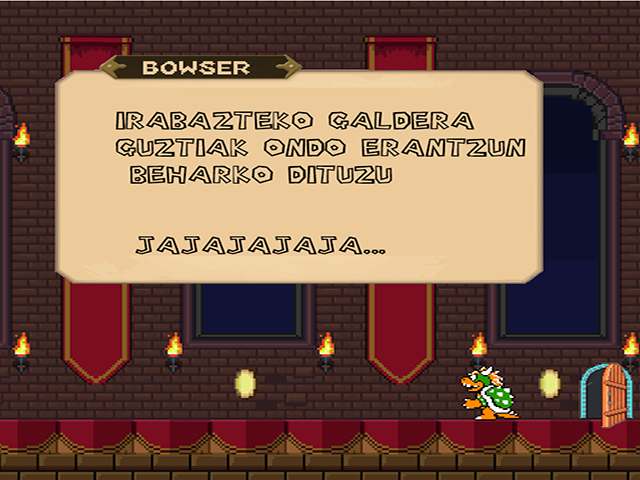 BOWSER
IRABAZTEKO GALDERA
GUZTIAK ONDO ERANTZUN
BEHARKO DITUZU
JAJAJAJAJA...